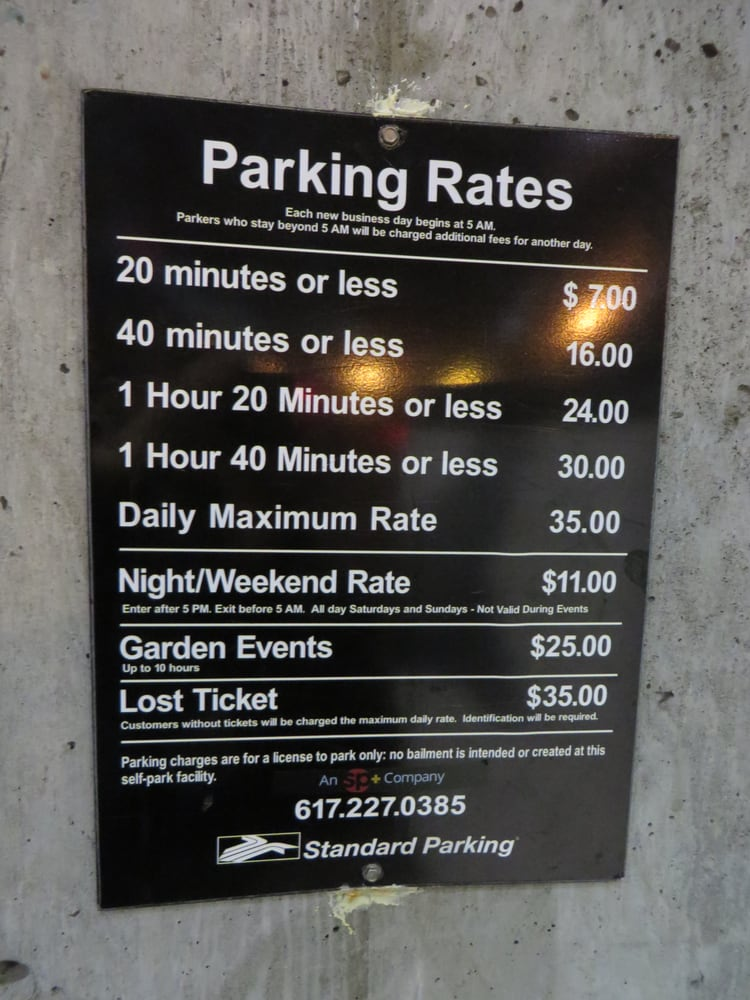 Parking Rates
Each new business day begins at 5 AM.
Parkers who stay beyond 5 AM will be charged additional fees for another day.
20 minutes or less $ 7.00
40 minutes or less 16.00
1 Hour 20 Minutes or less 24.00
1 Hour 40 Minutes or less 30.00
Daily Maximum Rate 35.00
Night/Weekend Rate $11.00
Enter after 5 PM. Exit before 5 AM. All day Saturdays and Sundays - Not Valid During Events
Garden Events $25.00
Up to 10 hours
Lost Ticket $35.00
Customers without tickets will be charged the maximum daily rate. Identification will be required.
Parking charges are for a license to park only: no bailment is intended or created at this
self-park facility.
An sp+ Company
617.227.0385
Standard Parking